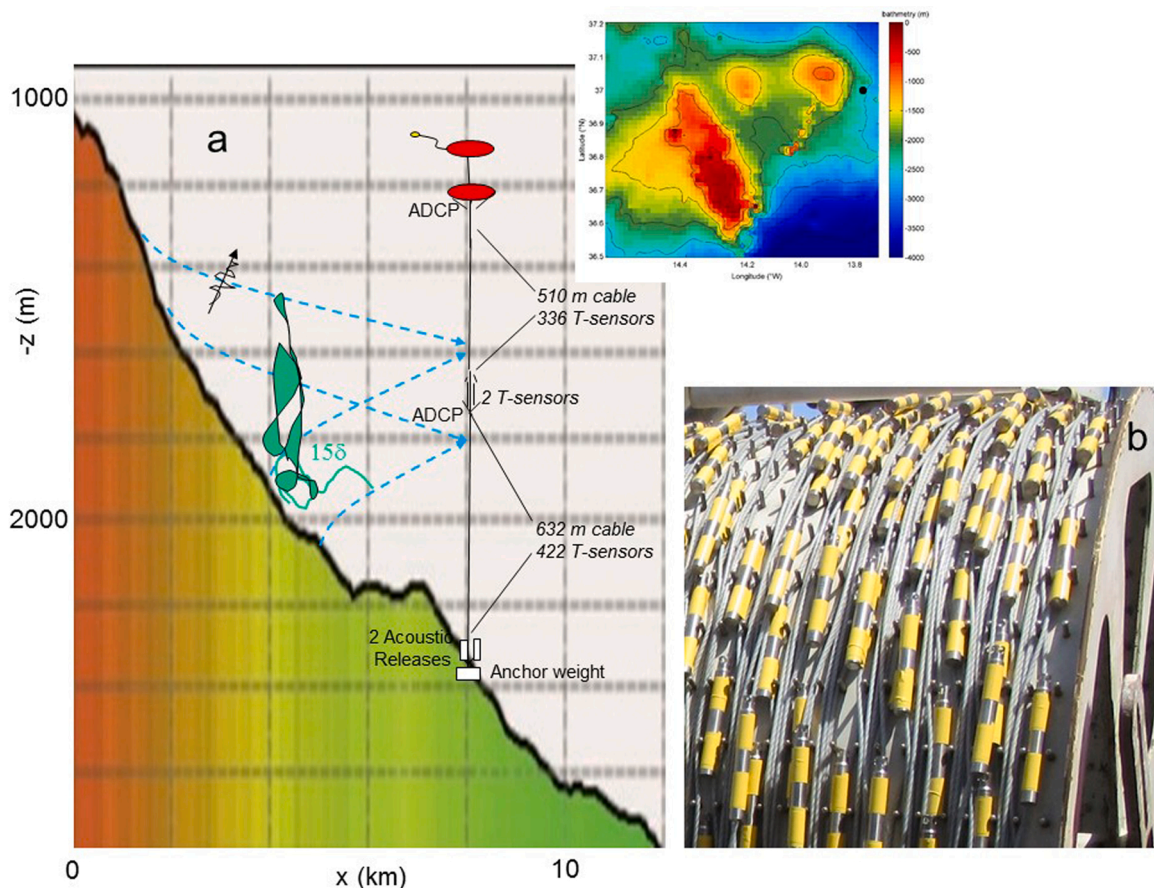 a
1000
2000
-z (m)
0
x (km)
10
ADCP
510 m cable
336 T-sensors
2 T-sensors
ADCP
15δ
632 m cable
422 T-sensors
2 Acoustic
Releases
Anchor weight
bathmetry (m)
37.2
37.1
37
36.9
36.8
36.7
36.6
36.5
Latitude (°N)
14.4
14.2
14.0
13.8
Longitude (°W)
0
-500
-1000
-1500
-2000
-2500
-3000
-3500
-4000
b